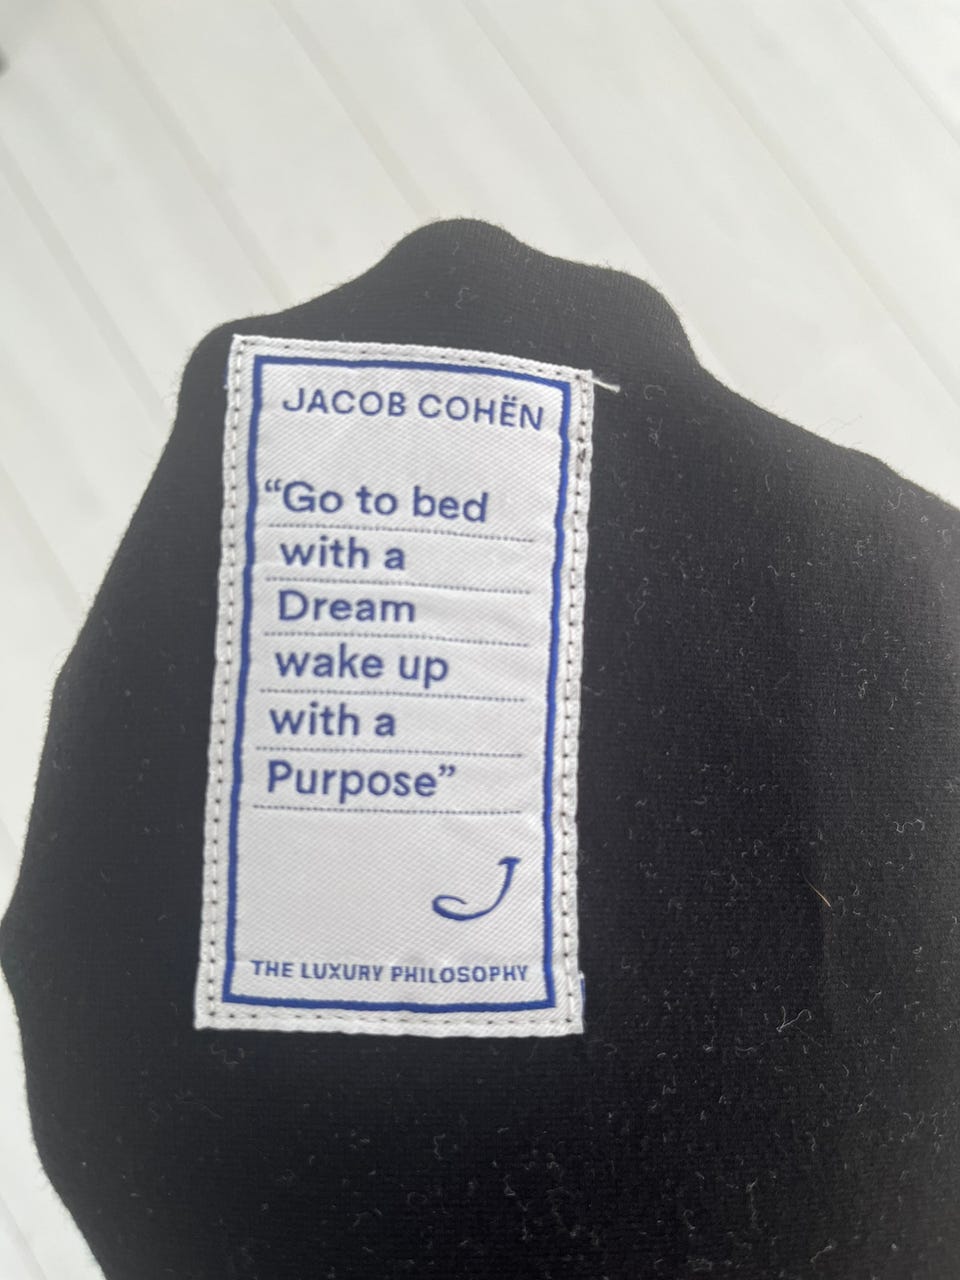 JACOB COHËN
“Go to bed
with a
Dream
wake up
with a
Purpose”
J
THE LUXURY PHILOSOPHY